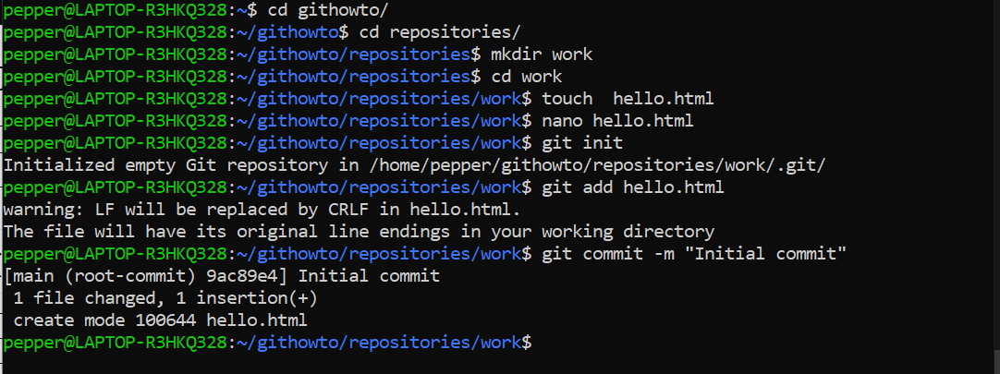 pepper@LAPTOP-R3HKQ328:~$ cd githowto/
pepper@LAPTOP-R3HKQ328:~/githowto$ cd repositories/
pepper@LAPTOP-R3HKQ328:~/githowto/repositories$ mkdir work
pepper@LAPTOP-R3HKQ328:~/githowto/repositories$ cd work
pepper@LAPTOP-R3HKQ328:~/githowto/repositories/work$ touch  hello.html
pepper@LAPTOP-R3HKQ328:~/githowto/repositories/work$ nano hello.html
pepper@LAPTOP-R3HKQ328:~/githowto/repositories/work$ git init
Initialized empty Git repository in /home/pepper/githowto/repositories/work/.git/
pepper@LAPTOP-R3HKQ328:~/githowto/repositories/work$ git add hello.html
warning: LF will be replaced by CRLF in hello.html.
The file will have its original line endings in your working directory
pepper@LAPTOP-R3HKQ328:~/githowto/repositories/work$ git commit -m "Initial commit"
[main (root-commit) 9ac89e4] Initial commit
 1 file changed, 1 insertion(+)
 create mode 100644 hello.html
pepper@LAPTOP-R3HKQ328:~/githowto/repositories/work$